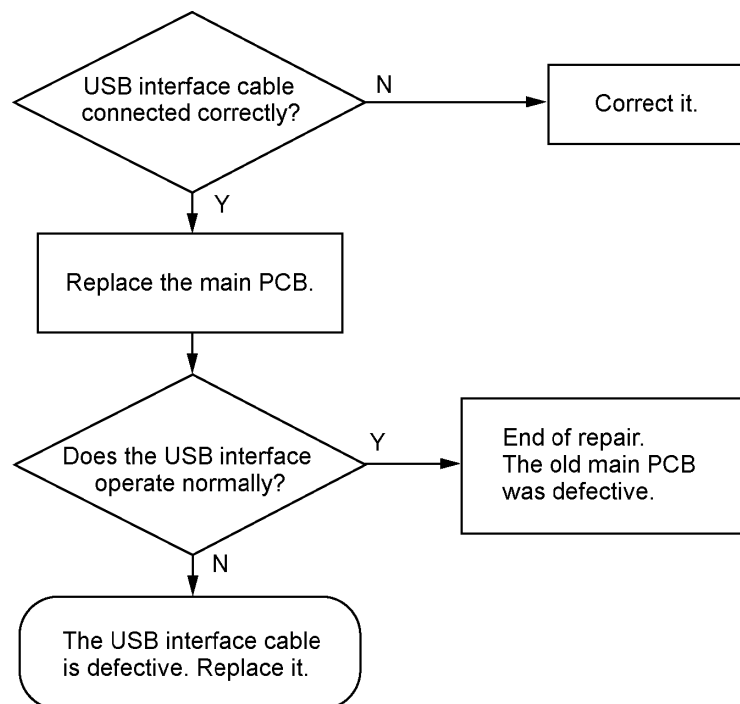 USB interface cable
connected correctly?
N
Correct it.
Y
Replace the main PCB.
Does the USB interface
operate normally?
Y
End of repair.
The old main PCB
was defective.
N
The USB interface cable
is defective. Replace it.